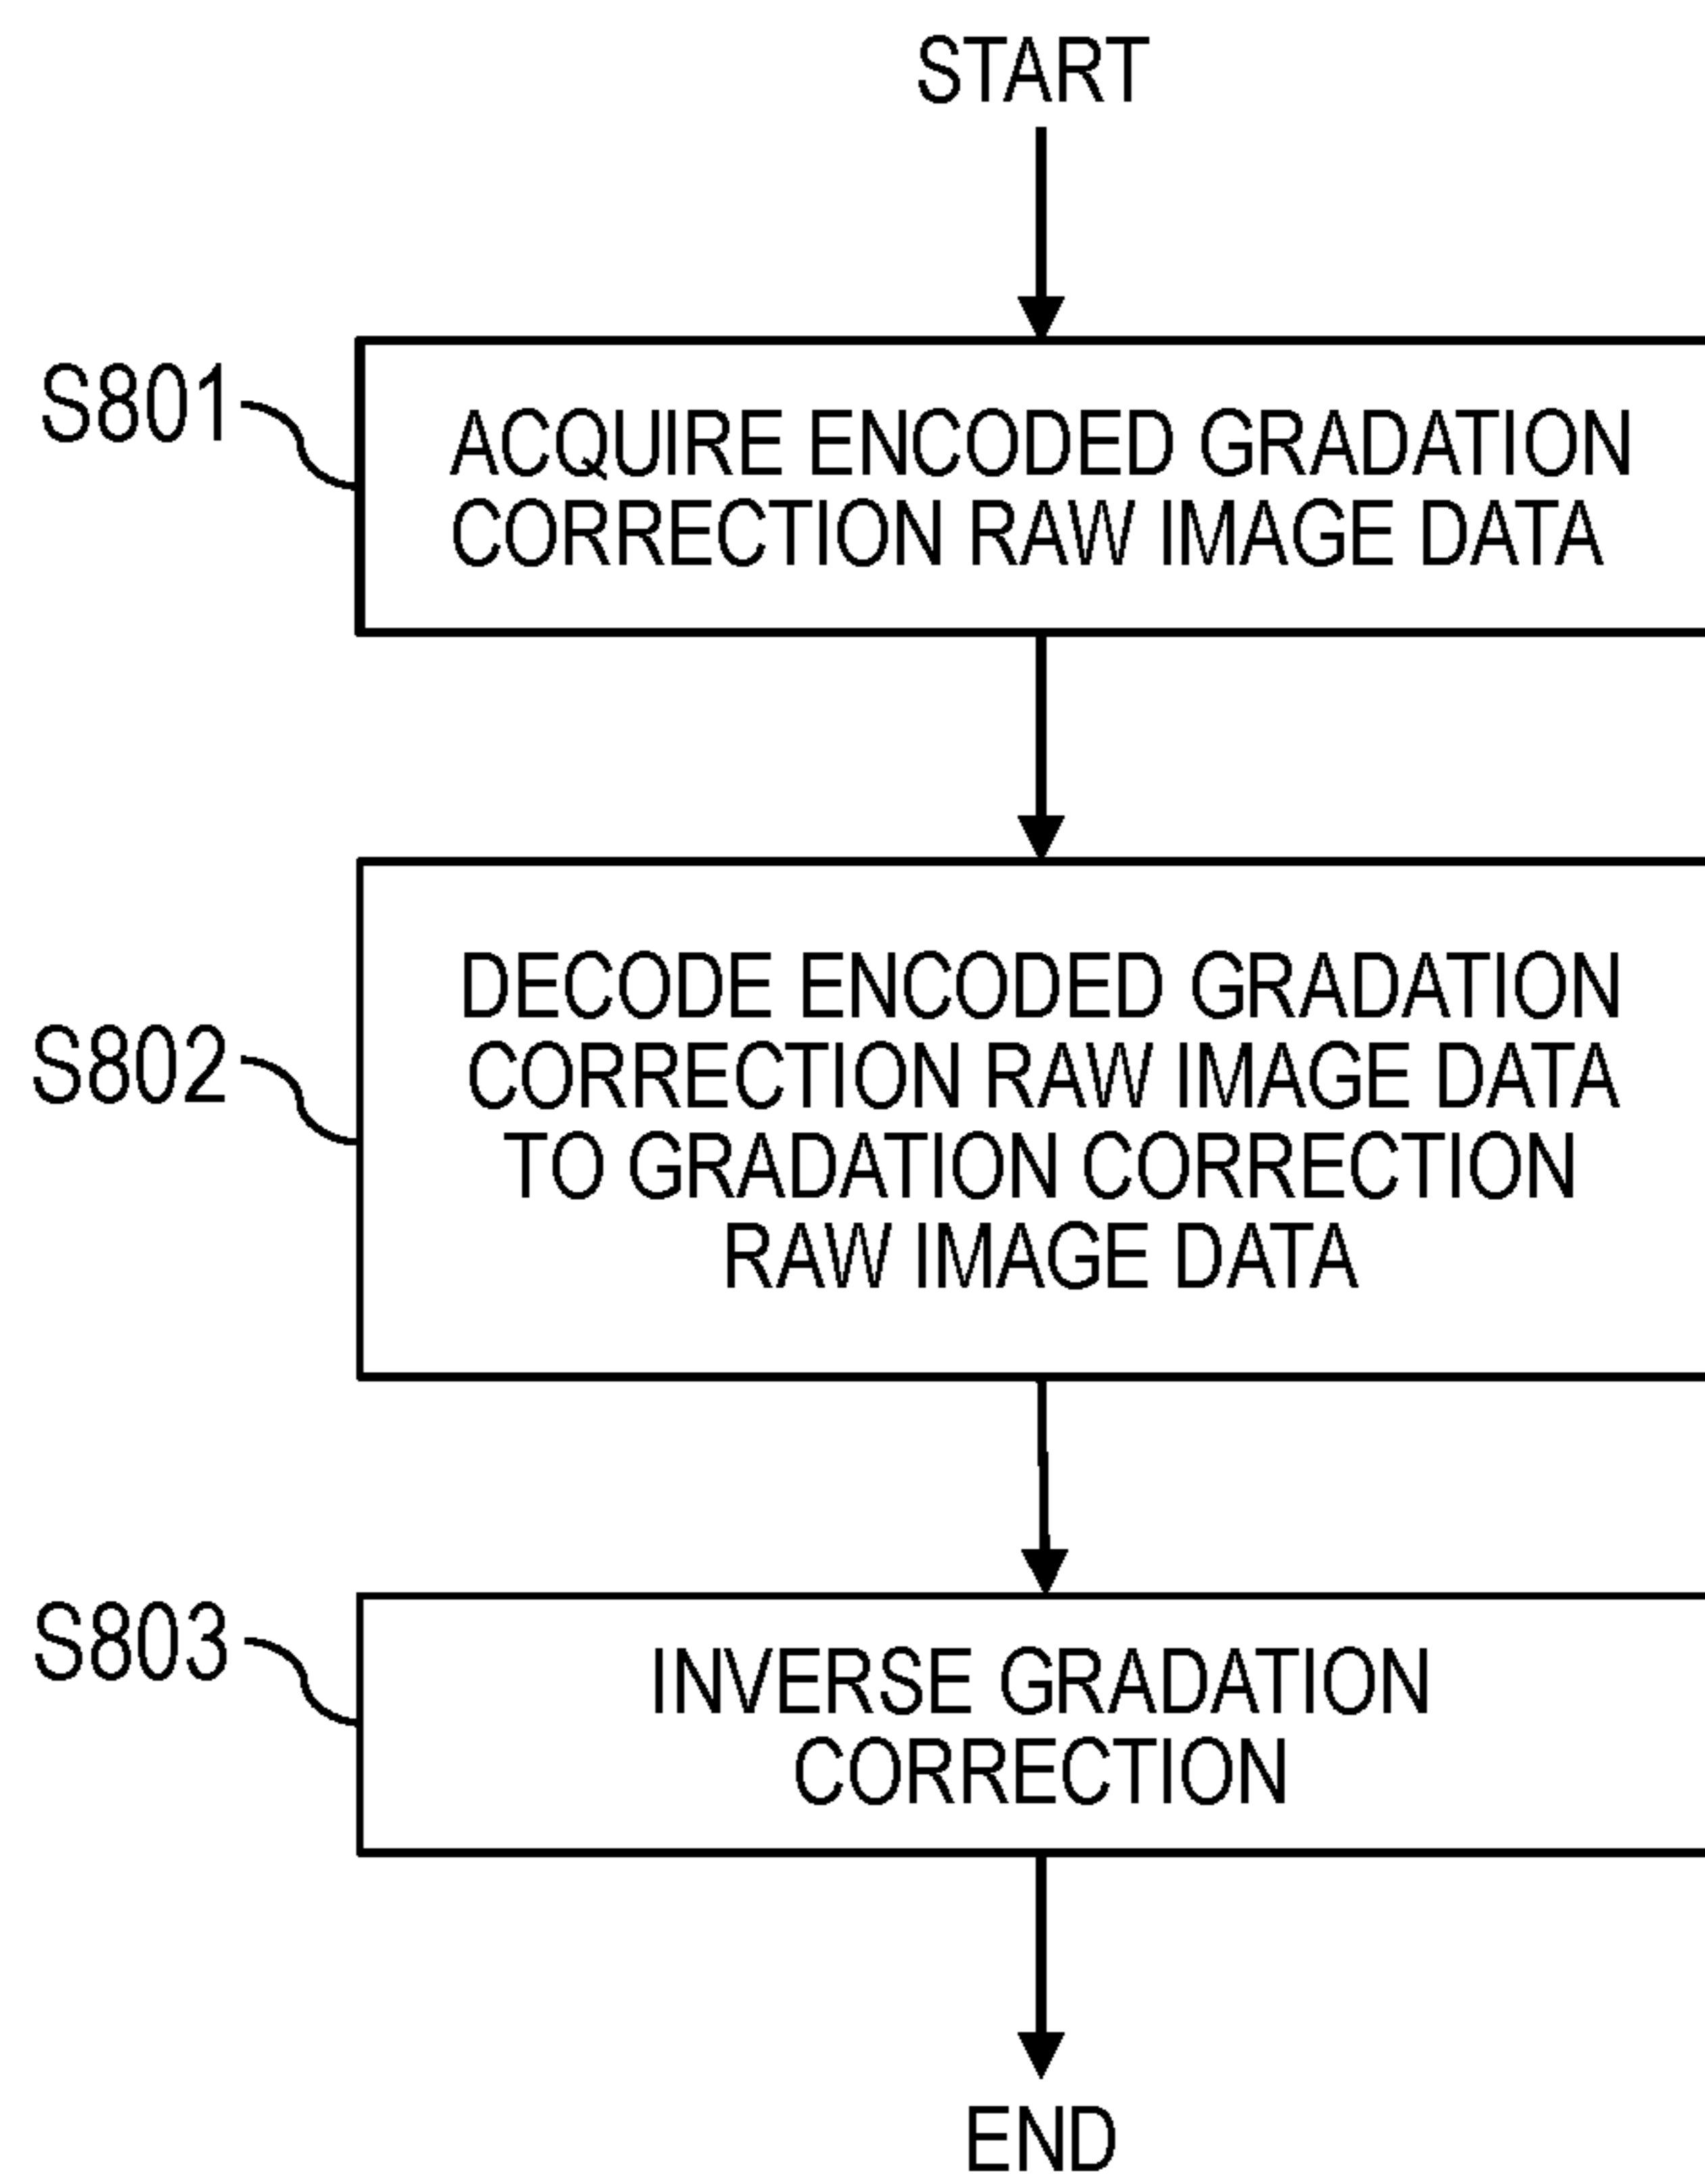 START
S801
ACQUIRE ENCODED GRADATION
CORRECTION RAW IMAGE DATA
S802
DECODE ENCODED GRADATION
CORRECTION RAW IMAGE DATA
TO GRADATION CORRECTION
RAW IMAGE DATA
S803
INVERSE GRADATION
CORRECTION
END